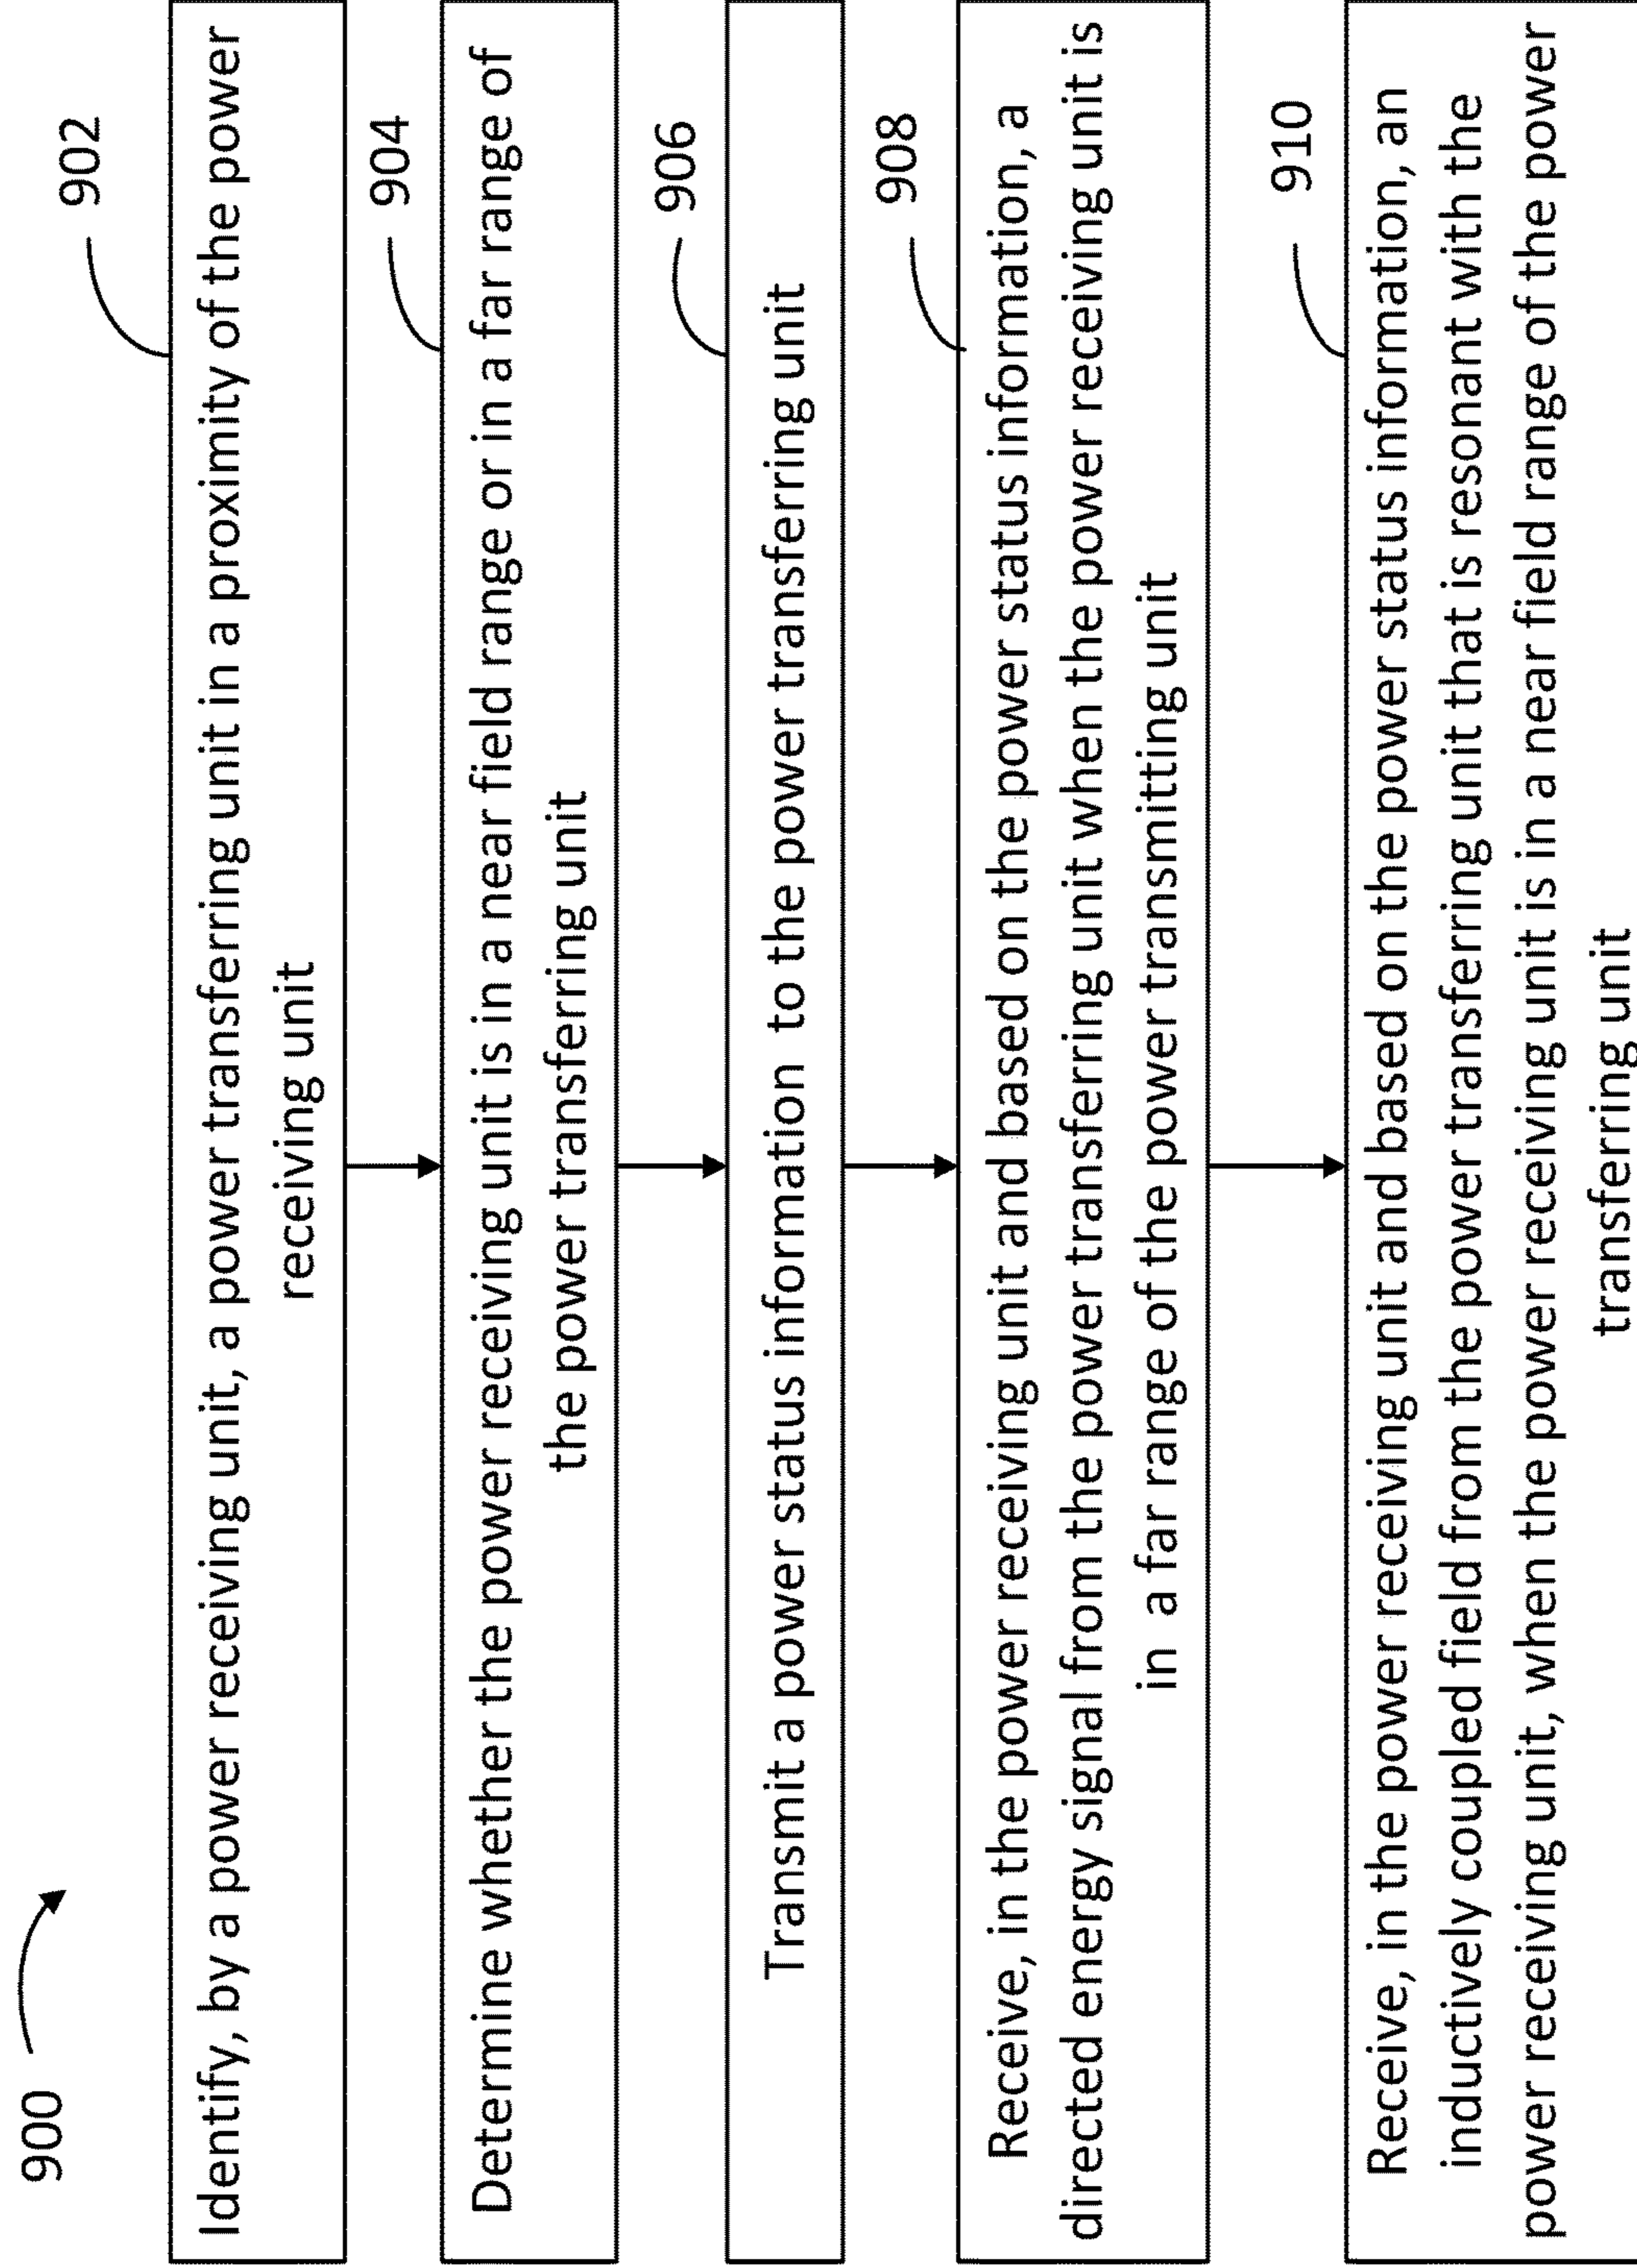 900
902
Identify, by a power receiving unit, a power transferring unit in a proximity of the power
receiving unit
904
Determine whether the power receiving unit is in a near field range or in a far range of
the power transferring unit
906
Transmit a power status information to the power transferring unit
908
Receive, in the power receiving unit and based on the power status information, a
directed energy signal from the power transferring unit when the power receiving unit is
in a far range of the power transmitting unit
910
Receive, in the power receiving unit and based on the power status information, an
inductively coupled field from the power transferring unit that is resonant with the
power receiving unit, when the power receiving unit is in a near field range of the power
transferring unit